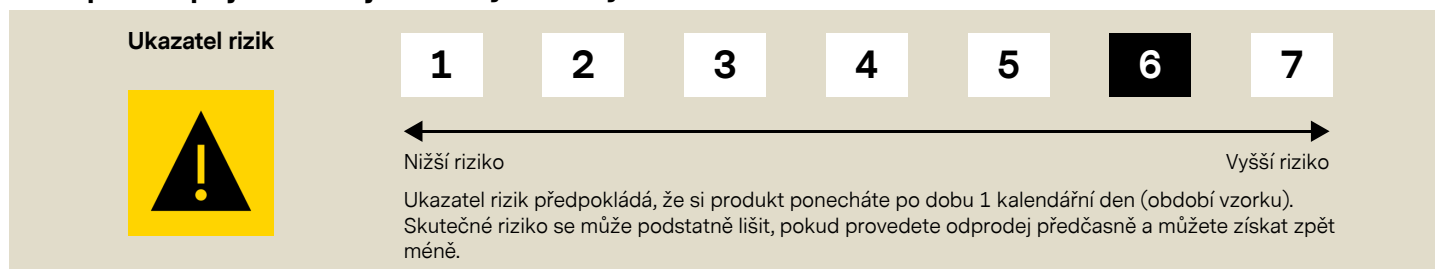 Ukazatel rizik
1 2 3 4 5 6 7
Nižší riziko Vyšší riziko
Ukazatel rizik předpokládá, že si produkt ponecháte po dobu 1 kalendářní den (období vzorku).
Skutečné riziko se může podstatně lišit, pokud provedete odprodej předčasně a můžete získat zpět
méně.